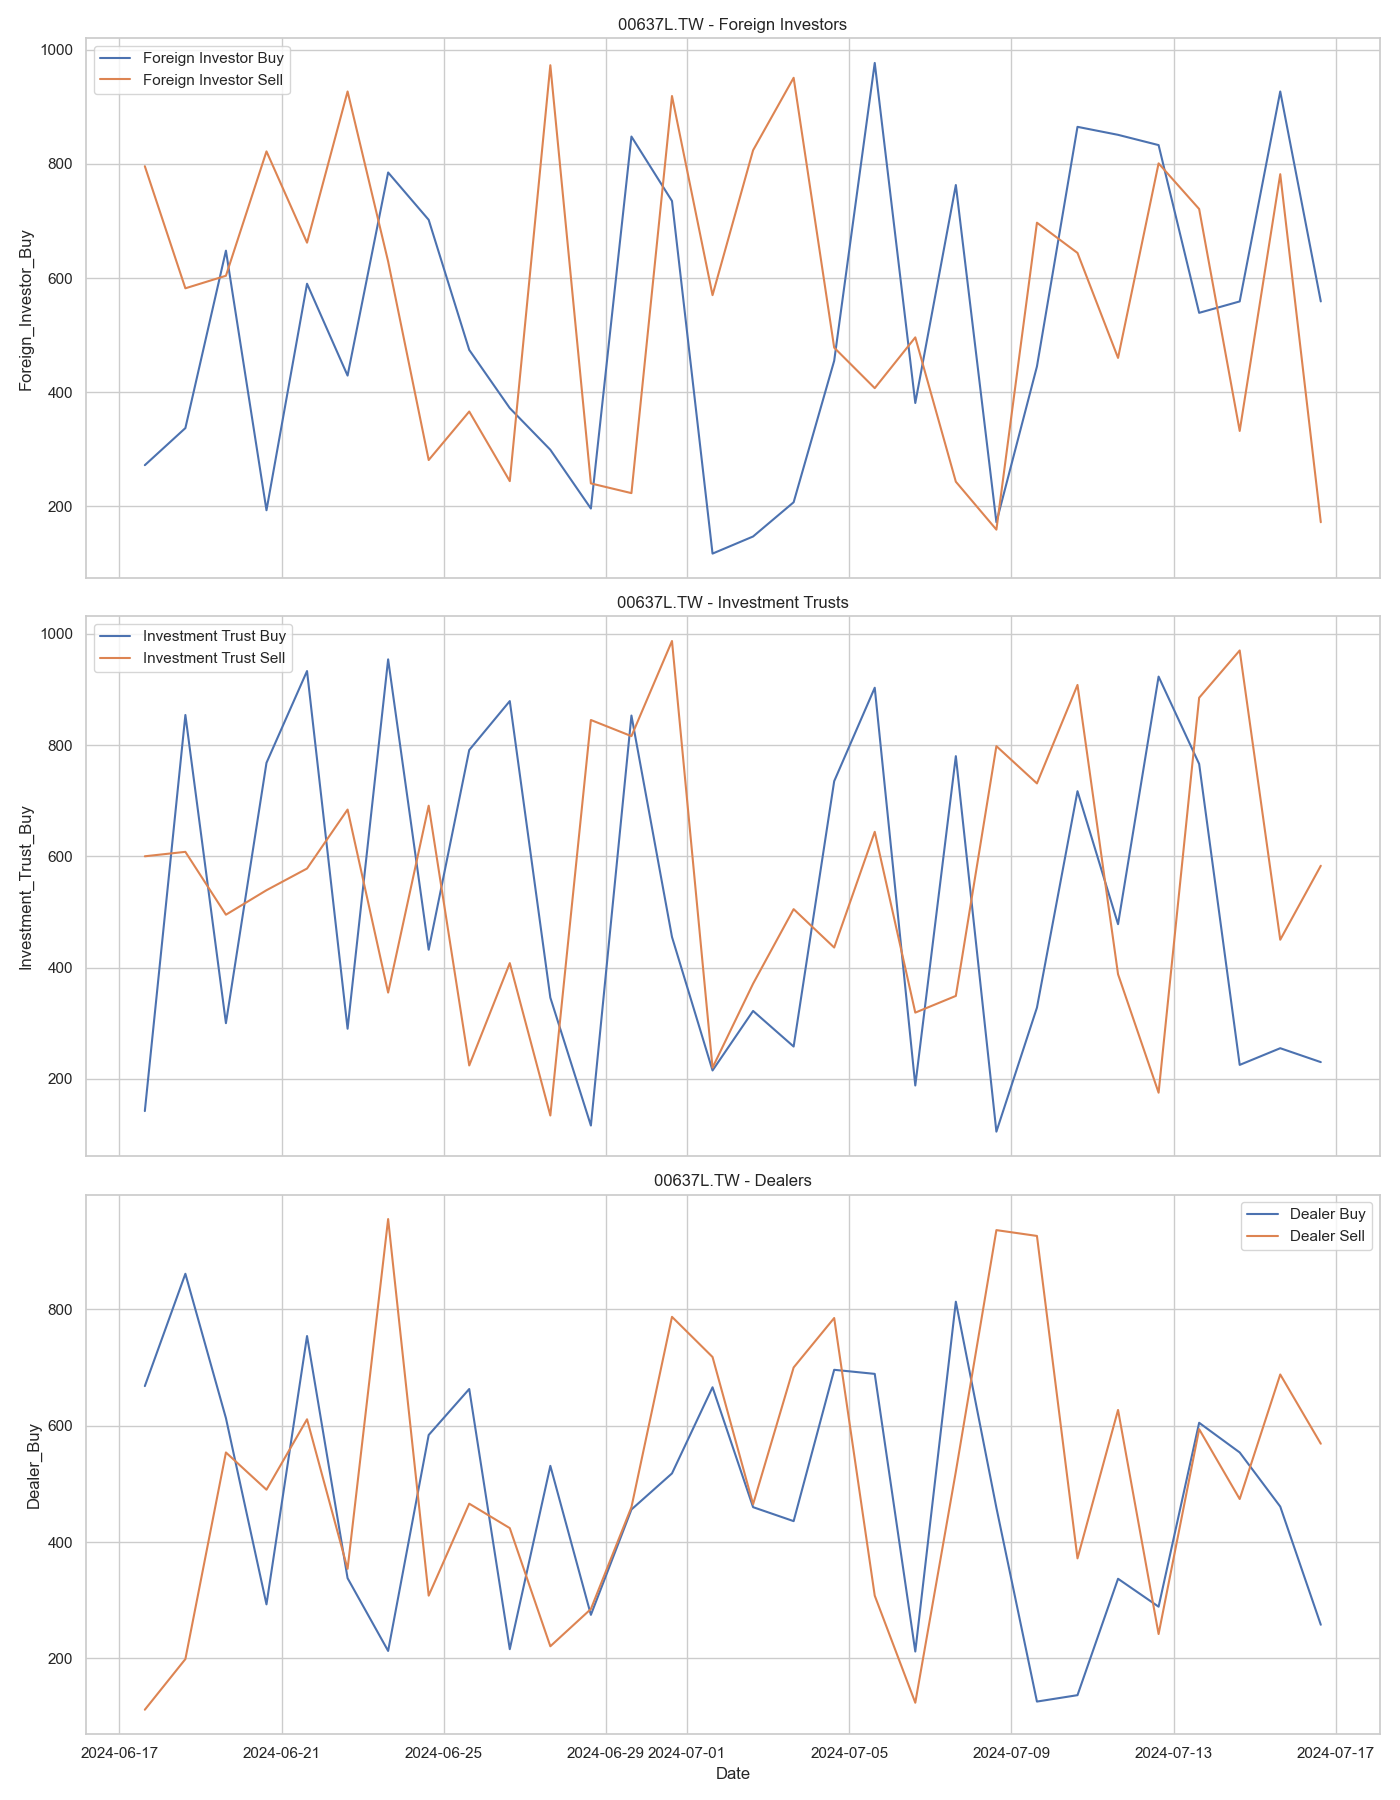 00637L.TW - Foreign Investors
Foreign Investor Buy
Foreign Investor Sell
Foreign_Investor_Buy
1000
800
600
400
200
00637L.TW - Investment Trusts
Investment Trust Buy
Investment Trust Sell
Investment_Trust_Buy
1000
800
600
400
200
00637L.TW - Dealers
Dealer Buy
Dealer Sell
Dealer_Buy
800
600
400
200
2024-06-17 2024-06-21 2024-06-25 2024-06-29 2024-07-01 2024-07-05 2024-07-09 2024-07-13 2024-07-17
Date